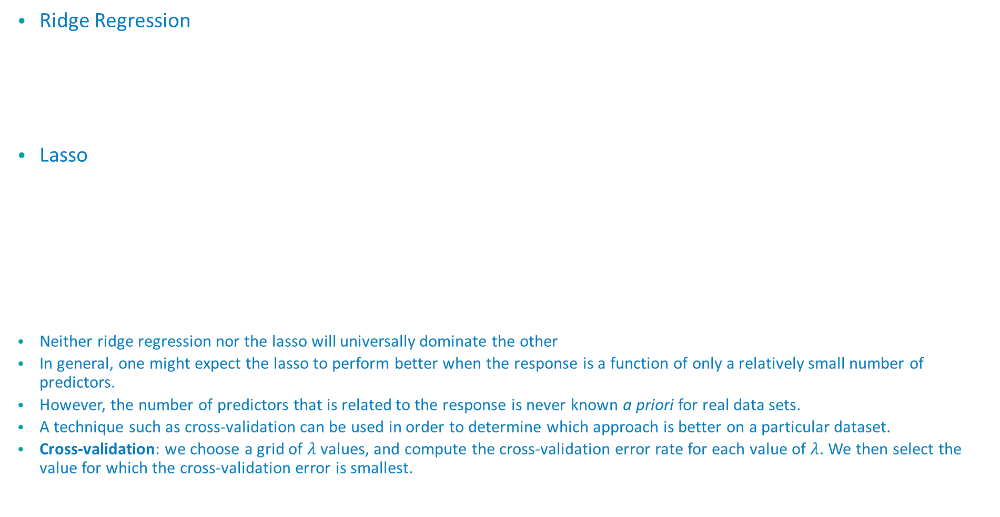 • Ridge Regression
• Lasso
• Neither ridge regression nor the lasso will universally dominate the other
• In general, one might expect the lasso to perform better when the response is a function of only a relatively small number of
predictors.
• However, the number of predictors that is related to the response is never known a priori for real data sets.
• A technique such as cross-validation can be used in order to determine which approach is better on a particular dataset.
• Cross-validation: we choose a grid of λ values, and compute the cross-validation error rate for each value of λ. We then select the
value for which the cross-validation error is smallest.